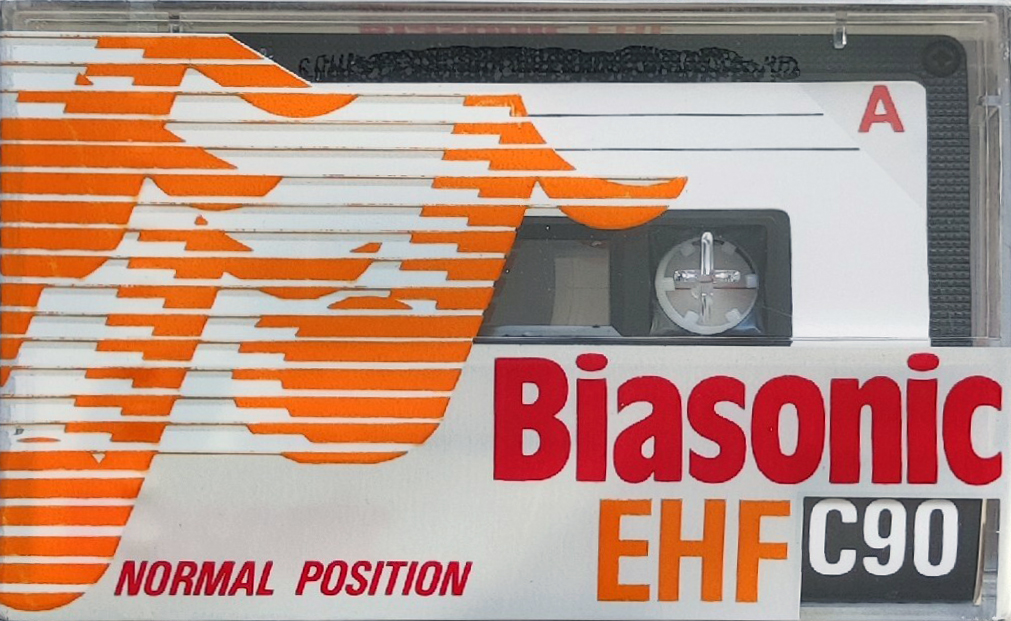 A
Biasonic
EHF C90
NORMAL POSITION